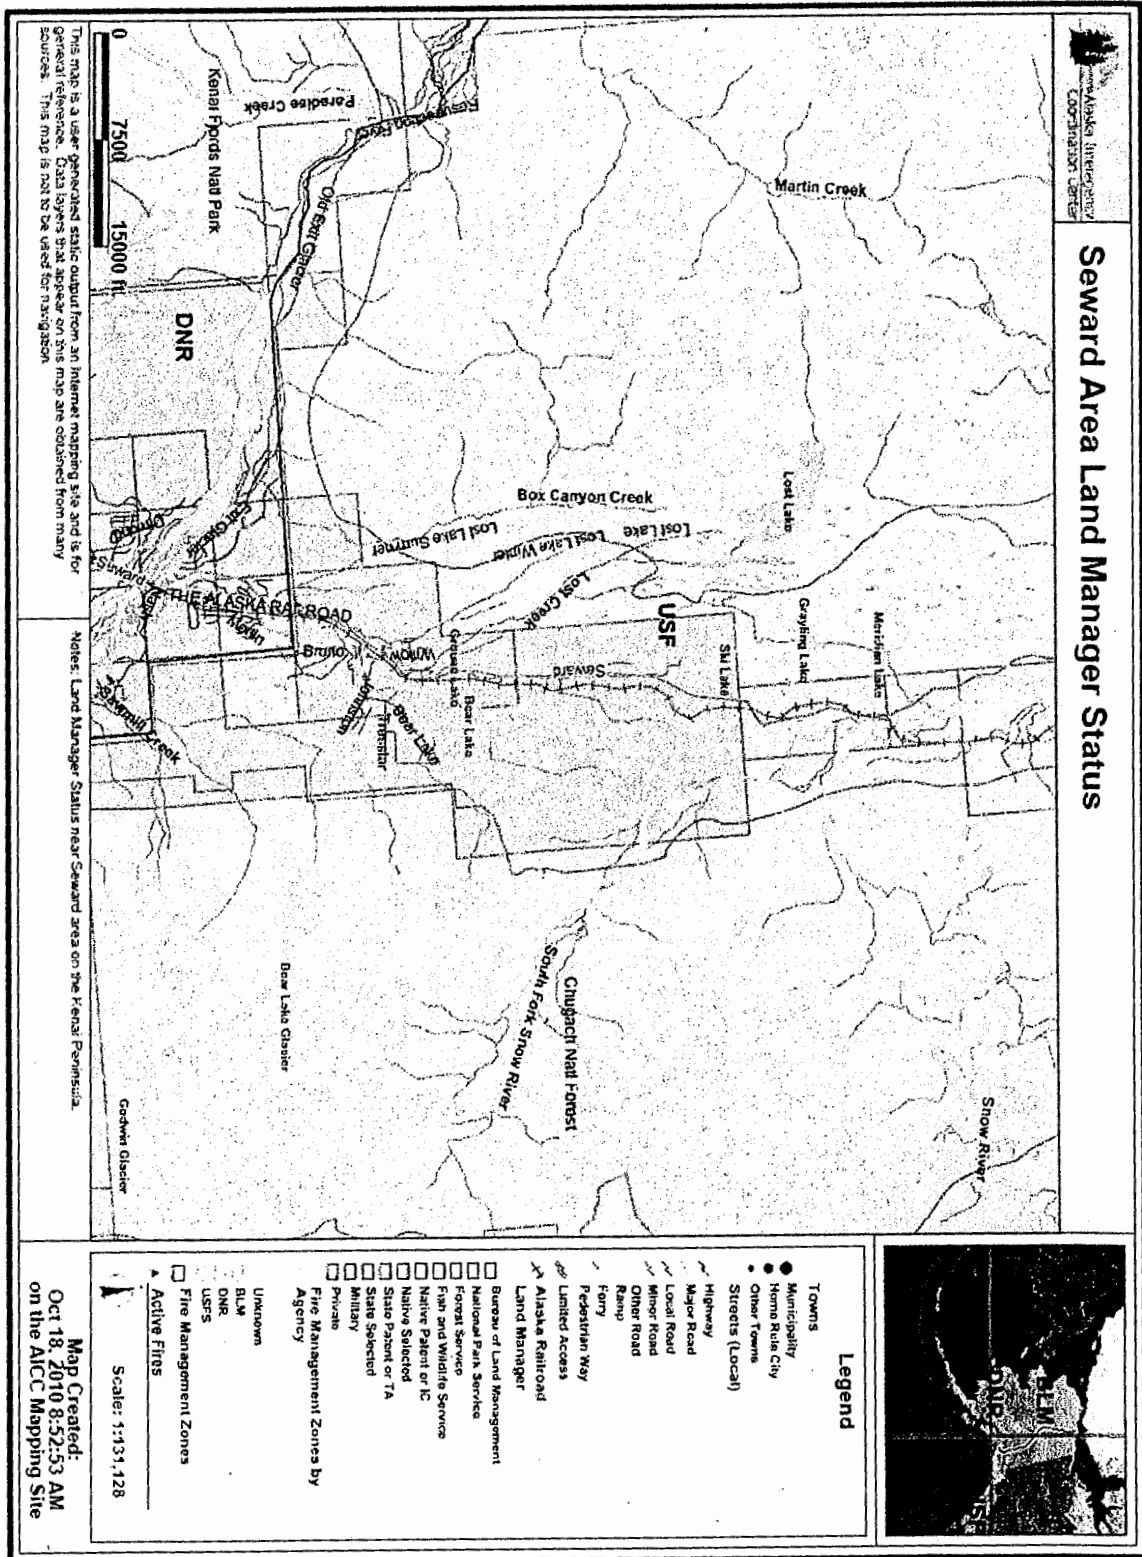 Alaska Interagency
Coordination Center
Seward Area Land Manager Status
Martin Creek
Lost Lake
Meridian Lake
Grayling Lake
Snow River
Ski Lake
USF
Box Canyon Creek
Lost Lake
Lost Lake Winter
Lost Lake Summer
Lost Creek
Seward
Chugach Natl Forest
South Fork Snow River
Grouse Lake
Bear Lake
Bear Lake
Willow
Johnston
Bruno
THE ALASKA RAILROAD
Seward
Exit Glacier
Old Exit Glacier
Resurrection River
Paradise Creek
Kenai Fjords Natl Park
DNR
Sawmill Creek
Bear Lake Glacier
Godwin Glacier
0 7500 15000 ft.
This map is a user generated static output from an Internet mapping site and is for
general reference. Data layers that appear on this map are obtained from many
sources. This map is not to be used for navigation.
Notes: Land Manager Status near Seward area on the Kenai Peninsula.
BLM
DNR
Legend
Towns
Municipality
Home Rule City
Other Towns
Streets (Local)
Highway
Major Road
Local Road
Minor Road
Other Road
Ramp
Ferry
Pedestrian Way
Limited Access
Alaska Railroad
Land Manager
Bureau of Land Management
National Park Service
Forest Service
Fish and Wildlife Service
Native Patent or IC
Native Selected
State Patent or TA
State Selected
Military
Private
Fire Management Zones by
Agency
Unknown
BLM
DNR
USFS
Fire Management Zones
Active Fires
Scale: 1:131,128
Map Created:
Oct 18, 2010 8:52:53 AM
on the AICC Mapping Site